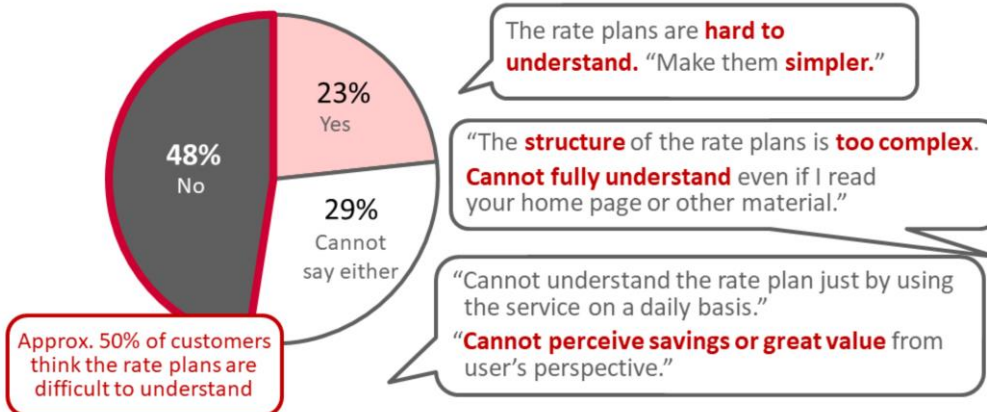 23%
Yes
48%
No
29%
Cannot
say either
Approx. 50% of customers
think the rate plans are
difficult to understand
The rate plans are hard to
understand. “Make them simpler.”
“The structure of the rate plans is too complex.
Cannot fully understand even if I read
your home page or other material.”
“Cannot understand the rate plan just by using
the service on a daily basis.”
“Cannot perceive savings or great value from
user’s perspective.”